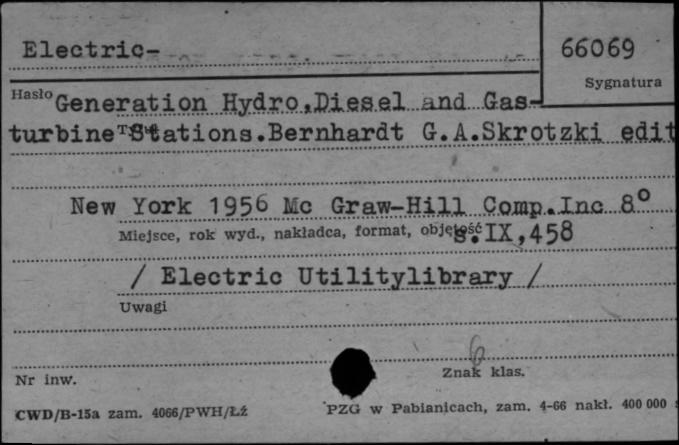 Electric-
66069
Sygnatura
Hasło Generation Hydro,Diesel and Gas-
turbine Stations.Bernhardt G.A.Skrotzki edit
New York 1956 Mc Graw-Hill Comp.Inc 8°
Miejsce, rok wyd., nakładca, format, objętość s.IX,458
/ Electric Utilitylibrary /
Uwagi
6
Nr inw.
Znak klas.
CWD/B-15a zam. 4066/PWH/Łź
PZG w Pabianicach, zam. 4-66 nakł. 400 000